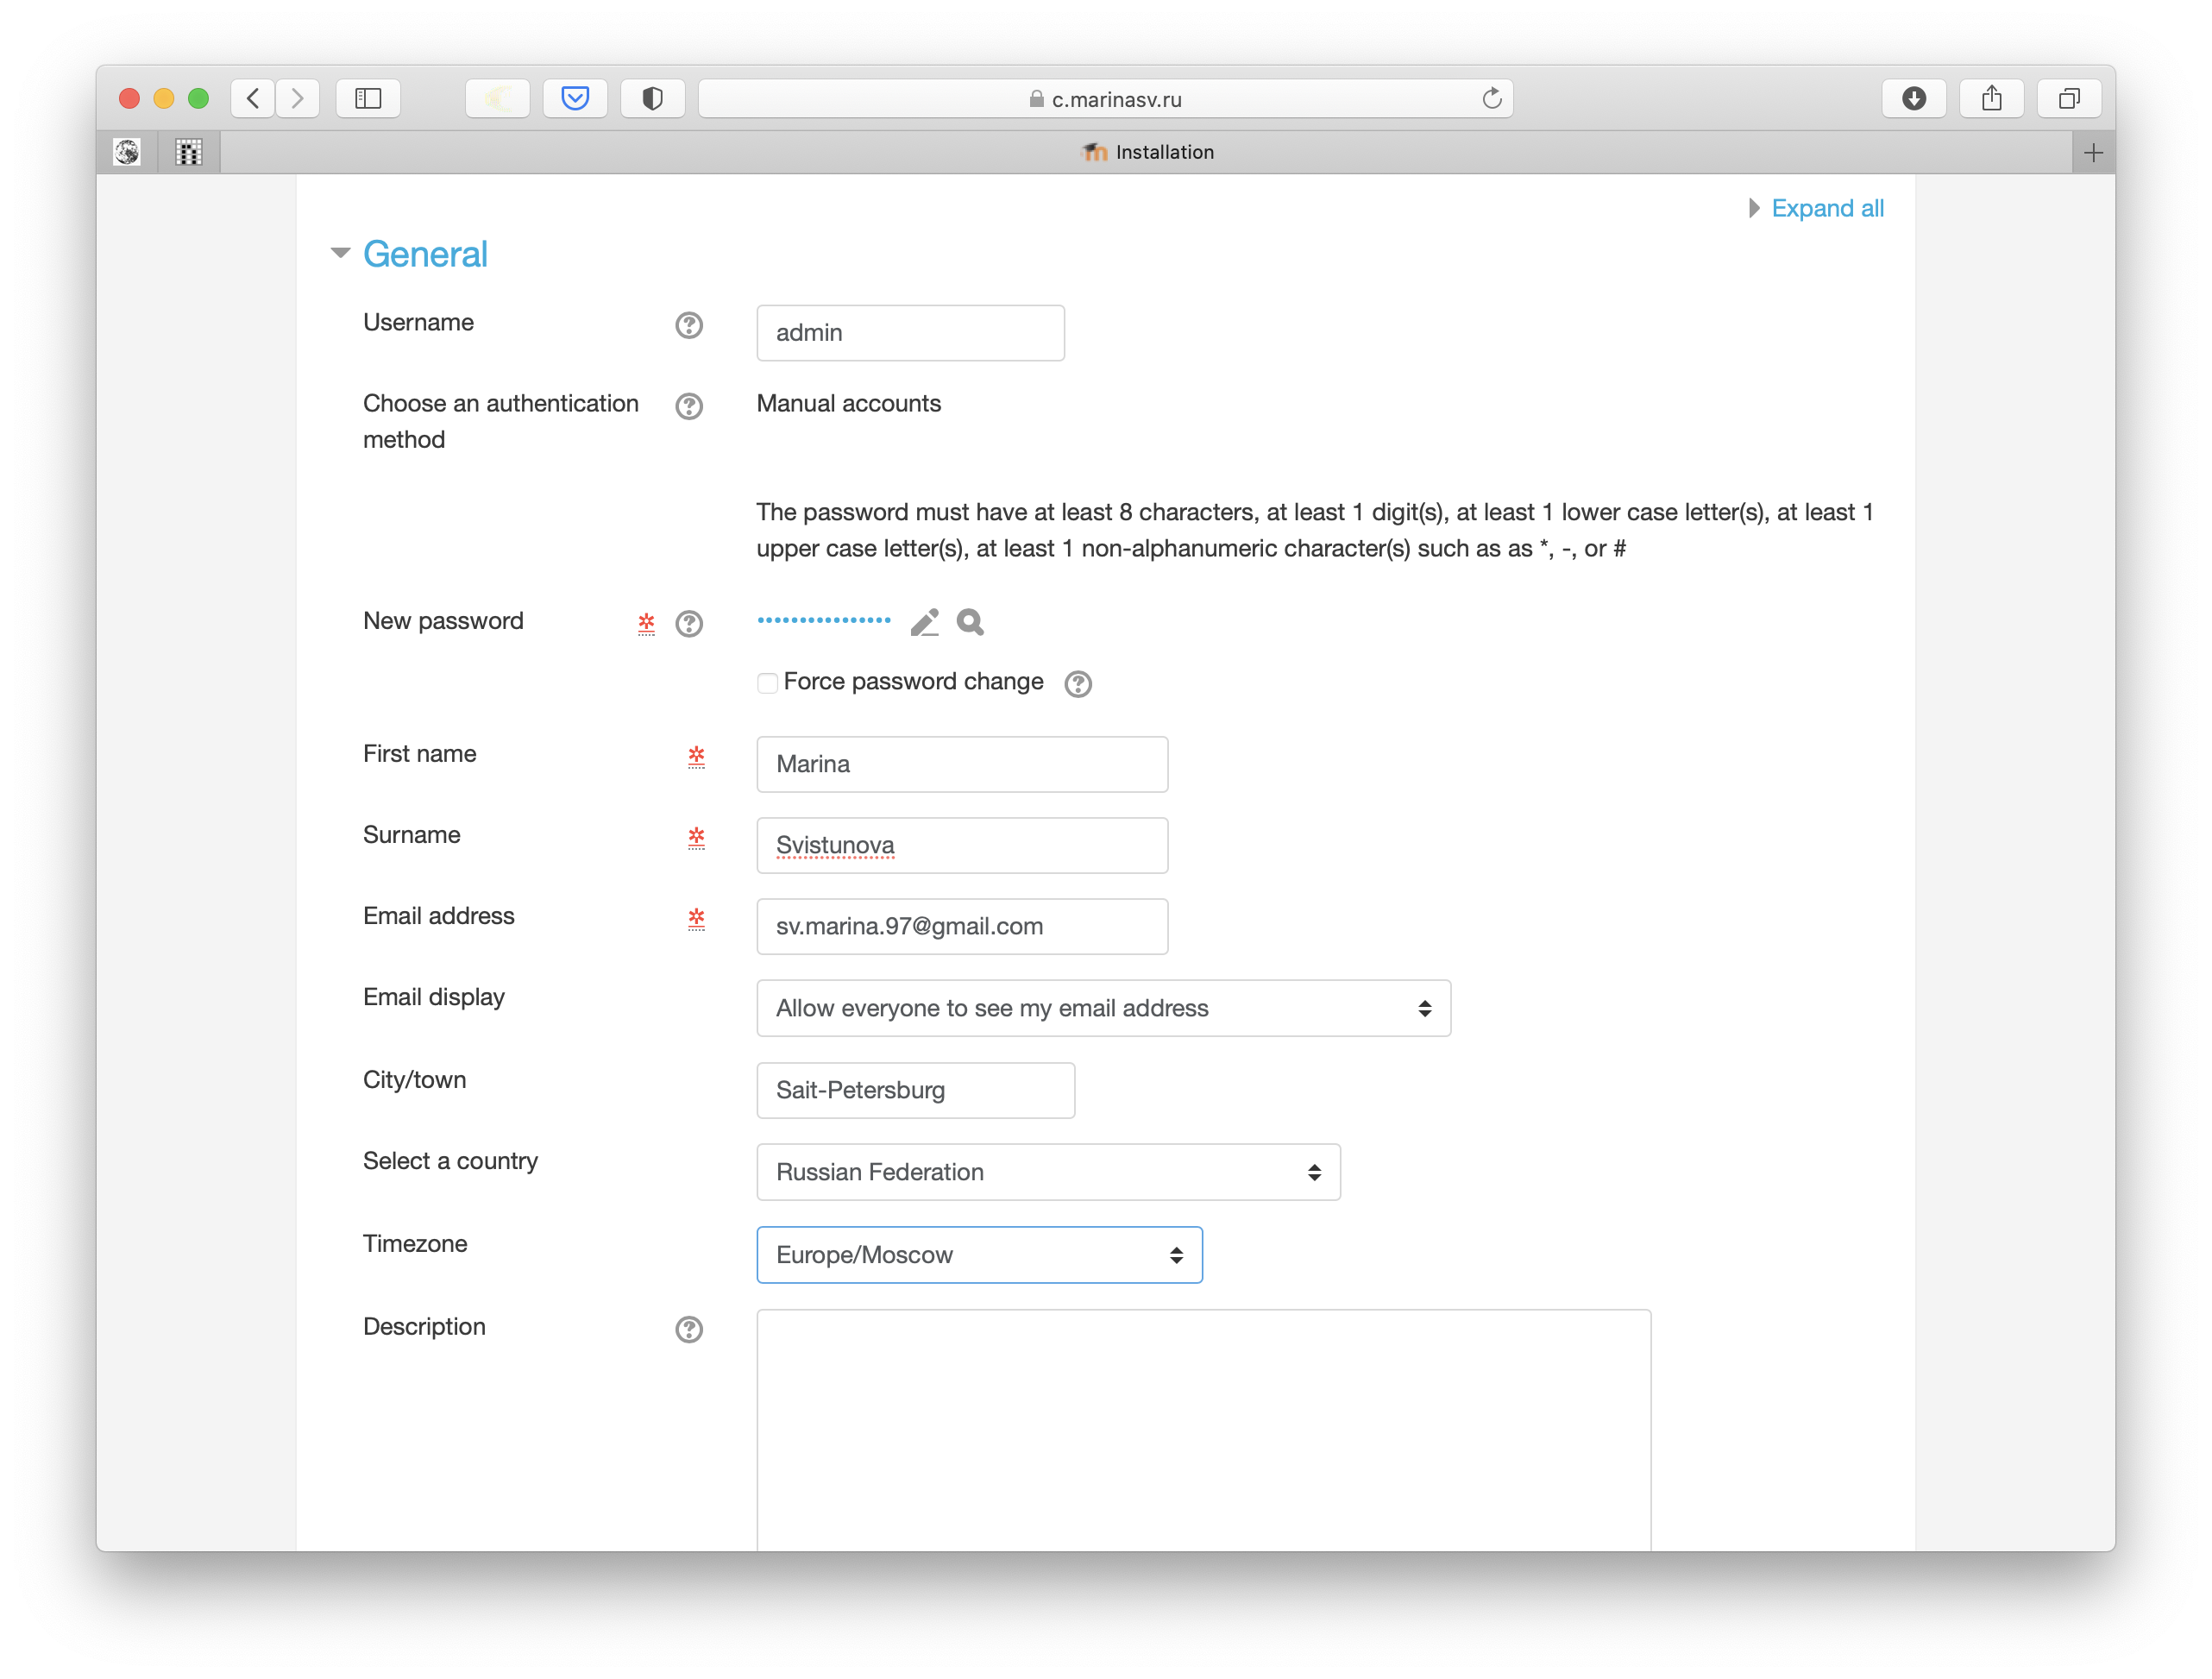 c.marinasv.ru
Installation
Expand all
General
Username
admin
Choose an authentication
method
Manual accounts
The password must have at least 8 characters, at least 1 digit(s), at least 1 lower case letter(s), at least 1
upper case letter(s), at least 1 non-alphanumeric character(s) such as as *, -, or #
New password
Force password change
First name
Marina
Surname
Svistunova
Email address
sv.marina.97@gmail.com
Email display
Allow everyone to see my email address
City/town
Sait-Petersburg
Select a country
Russian Federation
Timezone
Europe/Moscow
Description